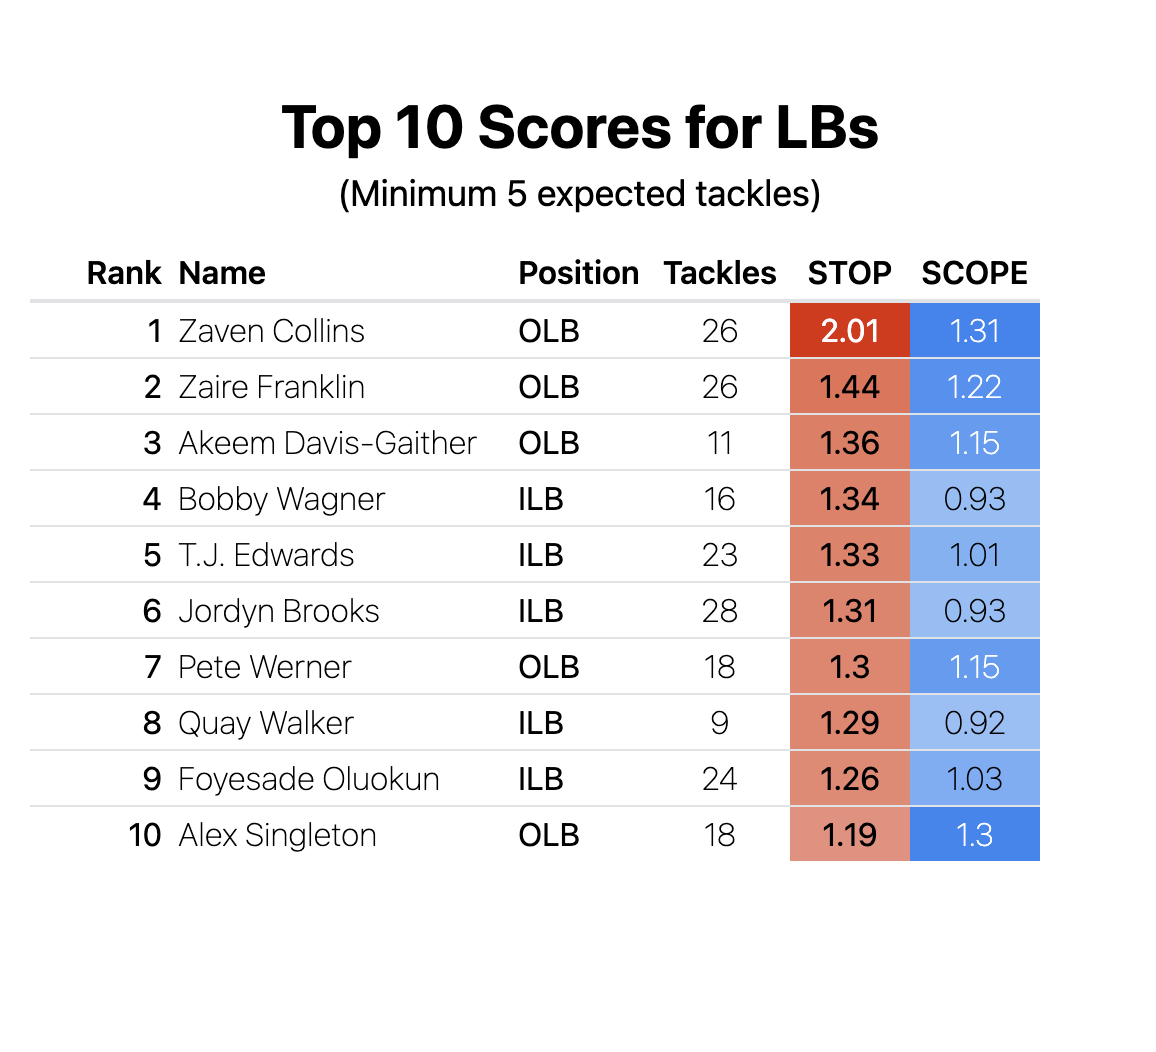 Top 10 Scores for LBs
(Minimum 5 expected tackles)
Rank Name Position Tackles STOP SCOPE
1 Zaven Collins OLB 26 2.01 1.31
2 Zaire Franklin OLB 26 1.44 1.22
3 Akeem Davis-Gaither OLB 11 1.36 1.15
4 Bobby Wagner ILB 16 1.34 0.93
5 T.J. Edwards ILB 23 1.33 1.01
6 Jordyn Brooks ILB 28 1.31 0.93
7 Pete Werner OLB 18 1.3 1.15
8 Quay Walker ILB 9 1.29 0.92
9 Foyesade Oluokun ILB 24 1.26 1.03
10 Alex Singleton OLB 18 1.19 1.3